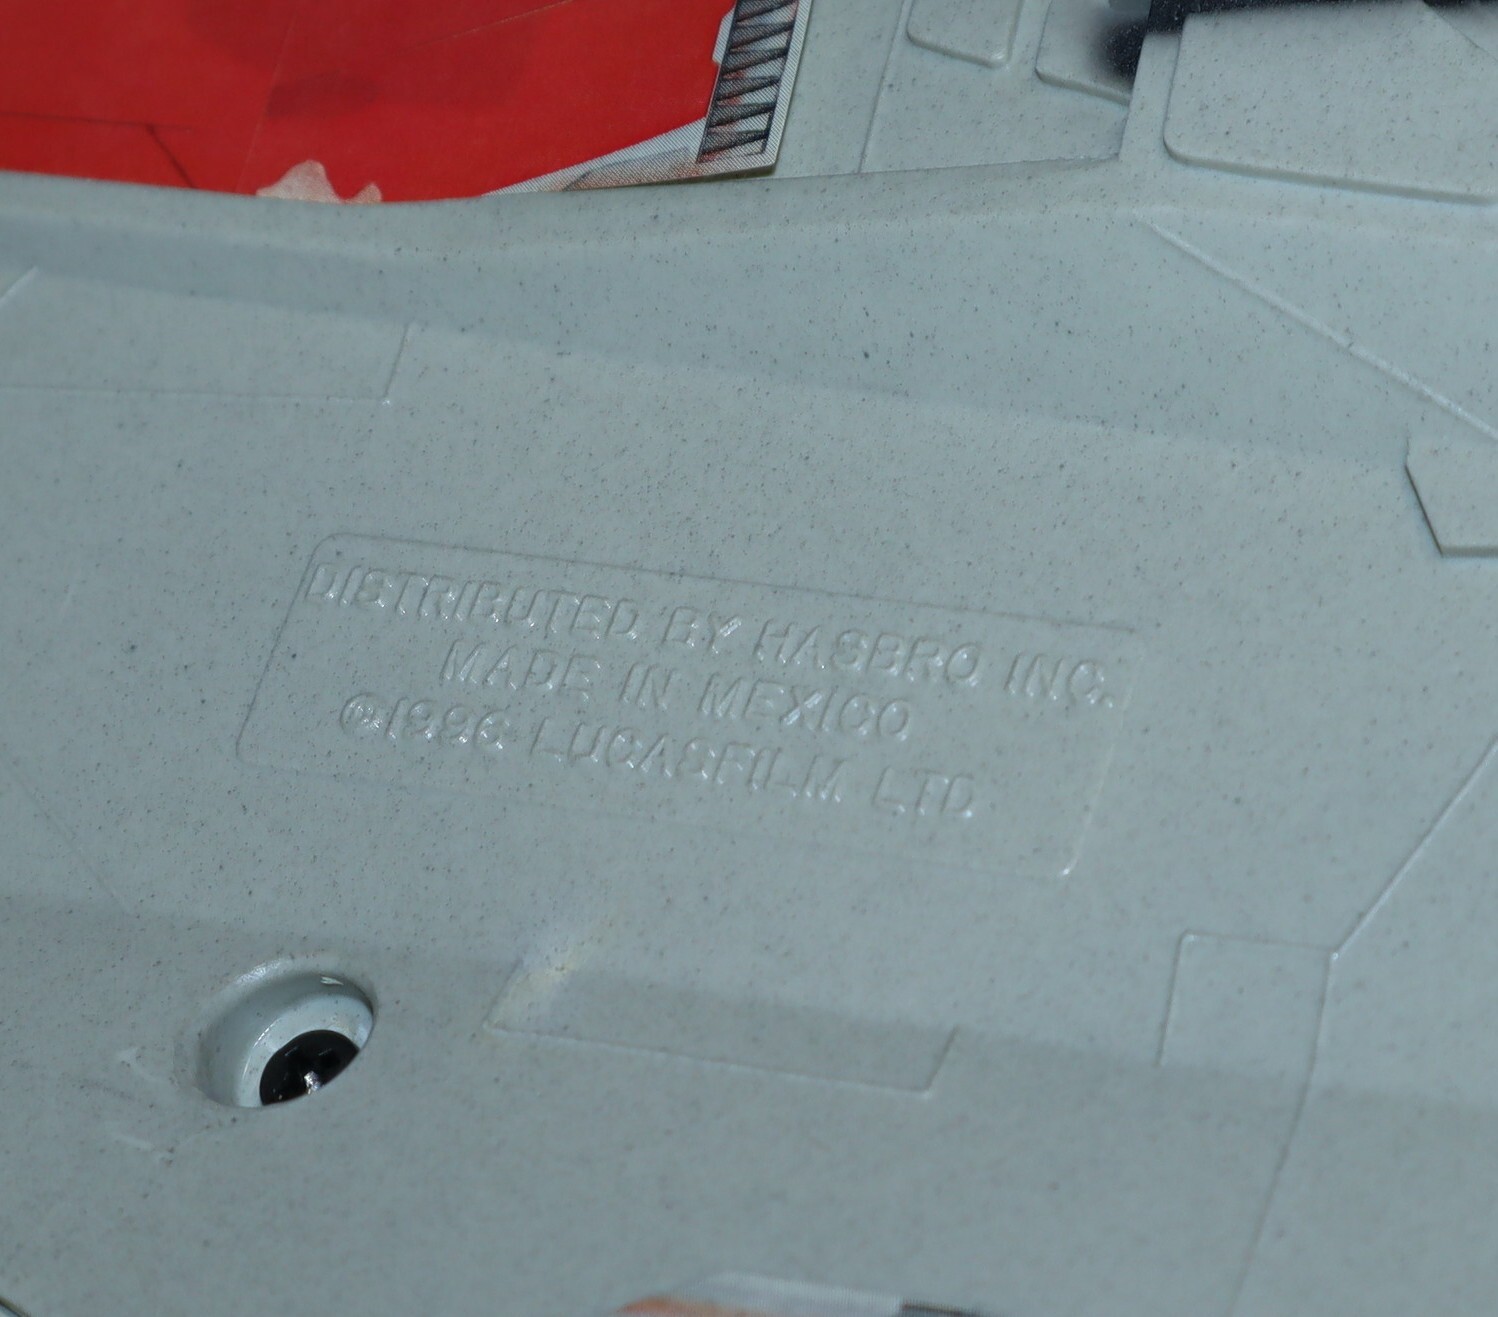 DISTRIBUTED BY HASBRO INC.
MADE IN MEXICO
©1996 LUCASFILM LTD